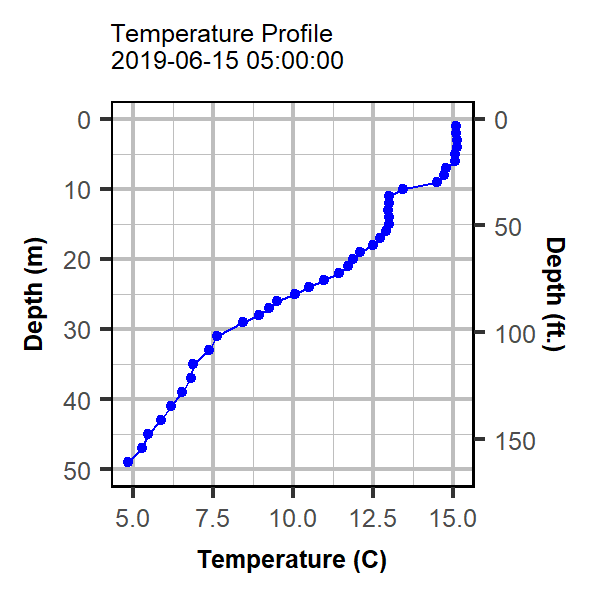 Temperature Profile
2019-06-15 05:00:00
0
10
20
30
40
50
Depth (m)
0
50
100
150
Depth (ft.)
5.0 7.5 10.0 12.5 15.0
Temperature (C)